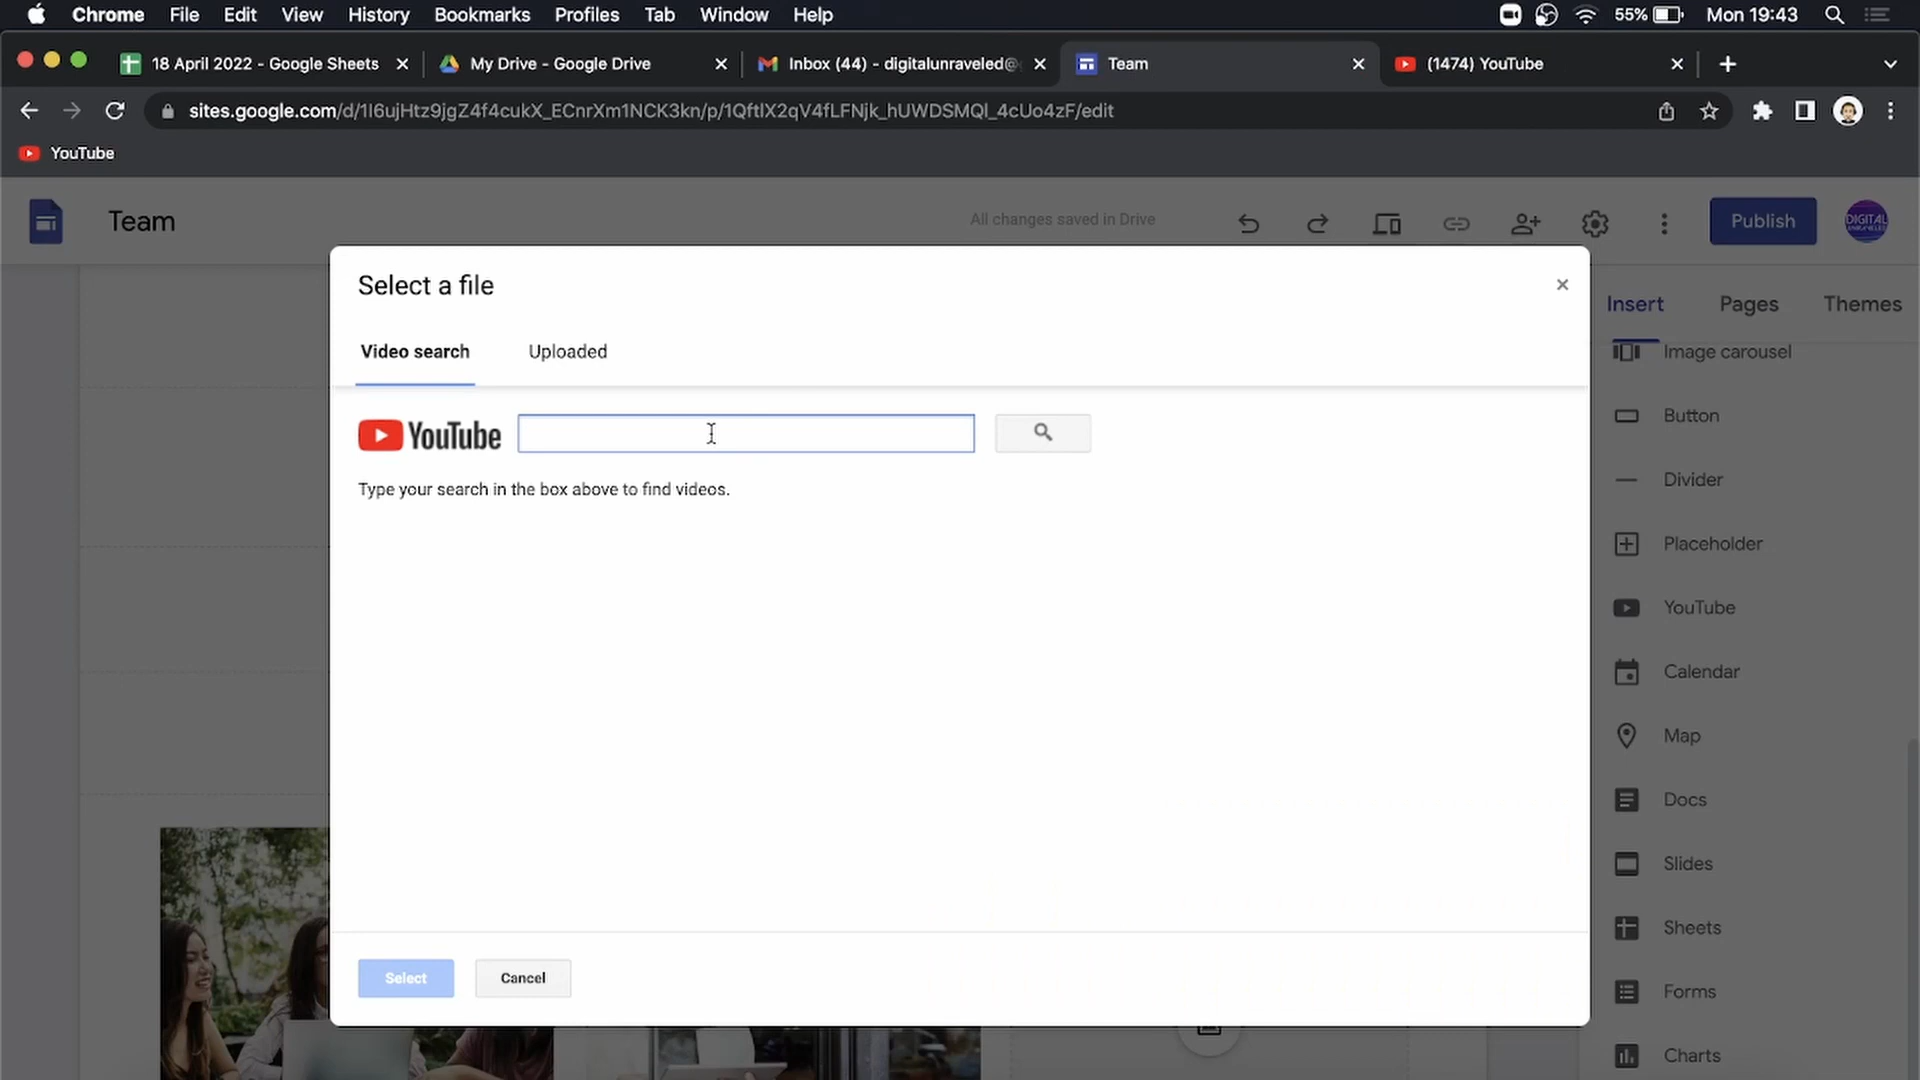 Chrome File Edit View History Bookmarks Profiles Tab Window Help 55% Mon 19:43
18 April 2022 - Google Sheets My Drive - Google Drive Inbox (44) - digitalunraveled@ Team (1474) YouTube
sites.google.com/d/1I6ujHtz9jgZ4f4cukX_ECnrXm1NCK3kn/p/1QftlX2qV4fLFNjk_hUWDSMQl_4cUo4zF/edit
YouTube
Team All changes saved in Drive Publish DIGITAL UNRAVELED
Select a file
Video search Uploaded
YouTube
Type your search in the box above to find videos.
Select Cancel
Insert Pages Themes
Image carousel
Button
Divider
Placeholder
YouTube
Calendar
Map
Docs
Slides
Sheets
Forms
Charts